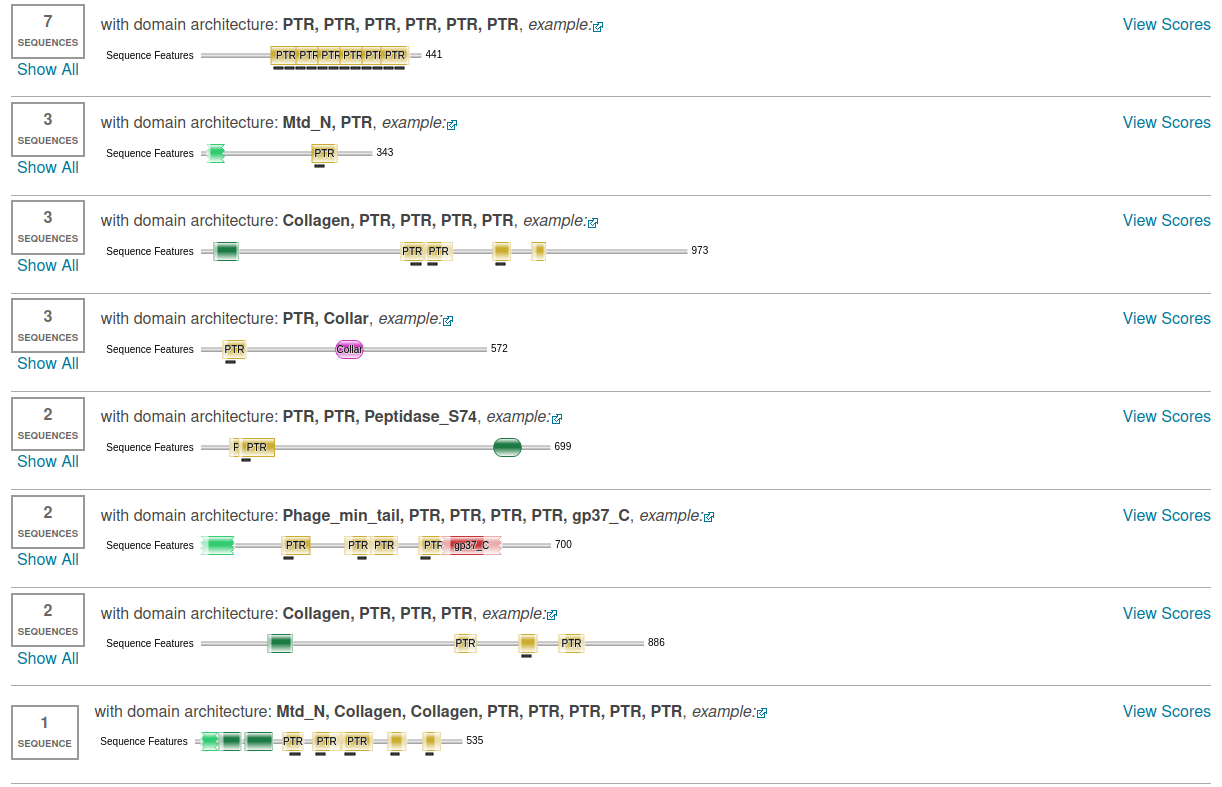 7
SEQUENCES
Show All
with domain architecture: PTR, PTR, PTR, PTR, PTR, PTR, example:
View Scores
Sequence Features PTR PTR PTR PTR PT PTR 441
3
SEQUENCES
Show All
with domain architecture: Mtd_N, PTR, example:
View Scores
Sequence Features PTR 343
3
SEQUENCES
Show All
with domain architecture: Collagen, PTR, PTR, PTR, PTR, example:
View Scores
Sequence Features PTR PTR 973
3
SEQUENCES
Show All
with domain architecture: PTR, Collar, example:
View Scores
Sequence Features PTR Collar 572
2
SEQUENCES
Show All
with domain architecture: PTR, PTR, Peptidase_S74, example:
View Scores
Sequence Features P PTR 699
2
SEQUENCES
Show All
with domain architecture: Phage_min_tail, PTR, PTR, PTR, PTR, gp37_C, example:
View Scores
Sequence Features PTR PTR PTR PTR gp37_C 700
2
SEQUENCES
Show All
with domain architecture: Collagen, PTR, PTR, PTR, example:
View Scores
Sequence Features PTR PTR 886
1
SEQUENCE
with domain architecture: Mtd_N, Collagen, Collagen, PTR, PTR, PTR, PTR, PTR, example:
View Scores
Sequence Features PTR PTR PTR 535